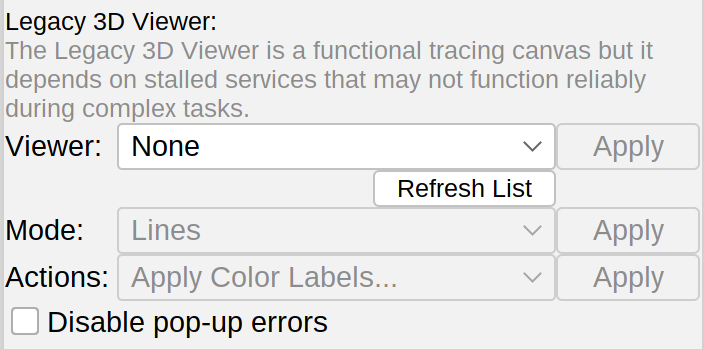 Legacy 3D Viewer:
The Legacy 3D Viewer is a functional tracing canvas but it
depends on stalled services that may not function reliably
during complex tasks.
Viewer: None Apply
Refresh List
Mode: Lines Apply
Actions: Apply Color Labels... Apply
Disable pop-up errors